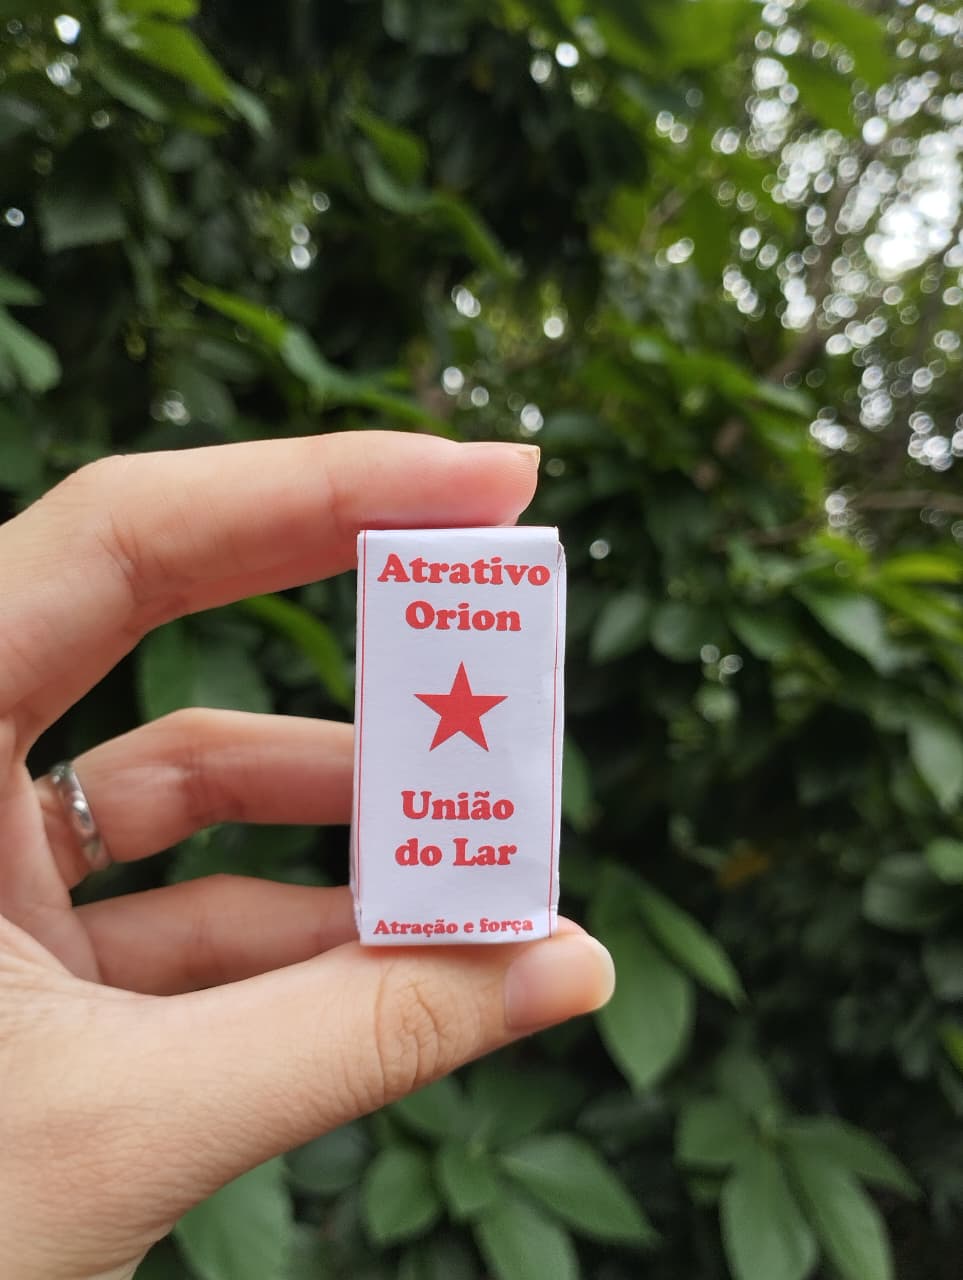 Atrativo
Orion
União
do Lar
Atração e força